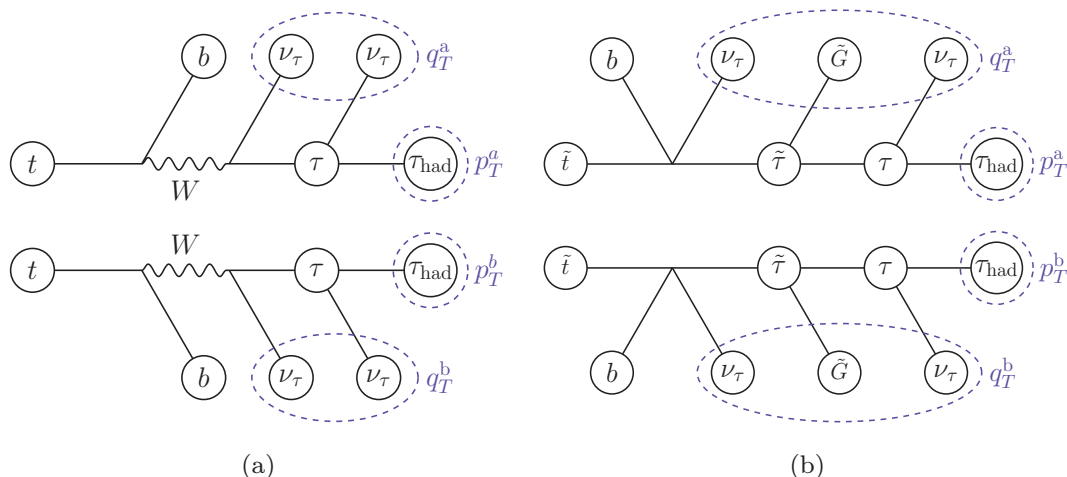 b ν_τ ν_τ q_T^a
t W τ τ_had p_T^a
t W τ τ_had p_T^b
b ν_τ ν_τ q_T^b
(a)
b ν_τ G̃ ν_τ q_T^a
t̃ τ̃ τ τ_had p_T^a
t̃ τ̃ τ τ_had p_T^b
b ν_τ G̃ ν_τ q_T^b
(b)